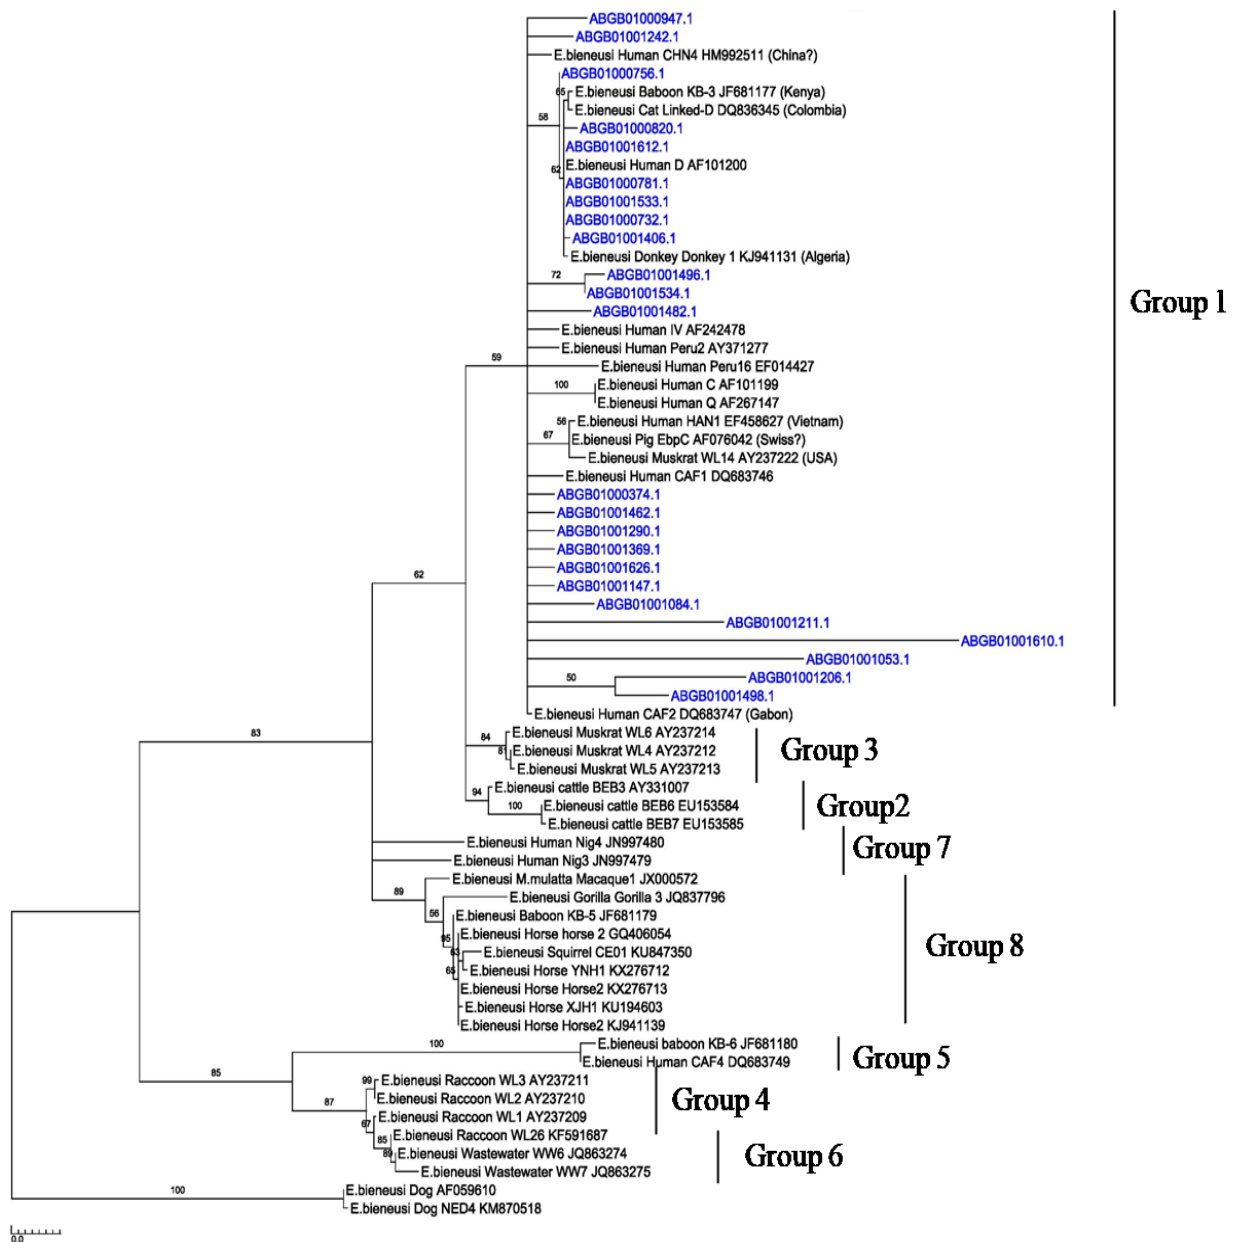 ABGB01000947.1
ABGB01001242.1
E.bieneusi Human CHN4 HM992511 (China?)
ABGB01000756.1
65 E.bieneusi Baboon KB-3 JF681177 (Kenya)
E.bieneusi Cat Linked-D DQ836345 (Colombia)
58
ABGB01000820.1
ABGB01001612.1
62 E.bieneusi Human D AF101200
ABGB01000781.1
ABGB01001533.1
ABGB01000732.1
ABGB01001406.1
E.bieneusi Donkey Donkey 1 KJ941131 (Algeria)
72 ABGB01001496.1
ABGB01001534.1
Group 1
ABGB01001482.1
E.bieneusi Human IV AF242478
E.bieneusi Human Peru2 AY371277
59 E.bieneusi Human Peru16 EF014427
100 E.bieneusi Human C AF101199
E.bieneusi Human Q AF267147
56 E.bieneusi Human HAN1 EF458627 (Vietnam)
67 E.bieneusi Pig EbpC AF076042 (Swiss?)
E.bieneusi Muskrat WL14 AY237222 (USA)
E.bieneusi Human CAF1 DQ683746
ABGB01000374.1
ABGB01001462.1
ABGB01001290.1
ABGB01001369.1
ABGB01001626.1
62 ABGB01001147.1
ABGB01001084.1
ABGB01001211.1
ABGB01001610.1
ABGB01001053.1
50 ABGB01001206.1
ABGB01001498.1
E.bieneusi Human CAF2 DQ683747 (Gabon)
83
84 E.bieneusi Muskrat WL6 AY237214
8 E.bieneusi Muskrat WL4 AY237212
Group 3
E.bieneusi Muskrat WL5 AY237213
94 E.bieneusi cattle BEB3 AY331007
100 E.bieneusi cattle BEB6 EU153584
Group2
E.bieneusi cattle BEB7 EU153585
E.bieneusi Human Nig4 JN997480
Group 7
E.bieneusi Human Nig3 JN997479
89 E.bieneusi M.mulatta Macaque1 JX000572
E.bieneusi Gorilla Gorilla 3 JQ837796
56 E.bieneusi Baboon KB-5 JF681179
95 E.bieneusi Horse horse 2 GQ406054
Group 8
63 E.bieneusi Squirrel CE01 KU847350
65 E.bieneusi Horse YNH1 KX276712
E.bieneusi Horse Horse2 KX276713
E.bieneusi Horse XJH1 KU194603
E.bieneusi Horse Horse2 KJ941139
100 E.bieneusi baboon KB-6 JF681180
Group 5
E.bieneusi Human CAF4 DQ683749
85
99 E.bieneusi Raccoon WL3 AY237211
87 E.bieneusi Raccoon WL2 AY237210
Group 4
67 E.bieneusi Raccoon WL1 AY237209
85 E.bieneusi Raccoon WL26 KF591687
89 E.bieneusi Wastewater WW6 JQ863274
Group 6
E.bieneusi Wastewater WW7 JQ863275
100 E.bieneusi Dog AF059610
E.bieneusi Dog NED4 KM870518
0.0